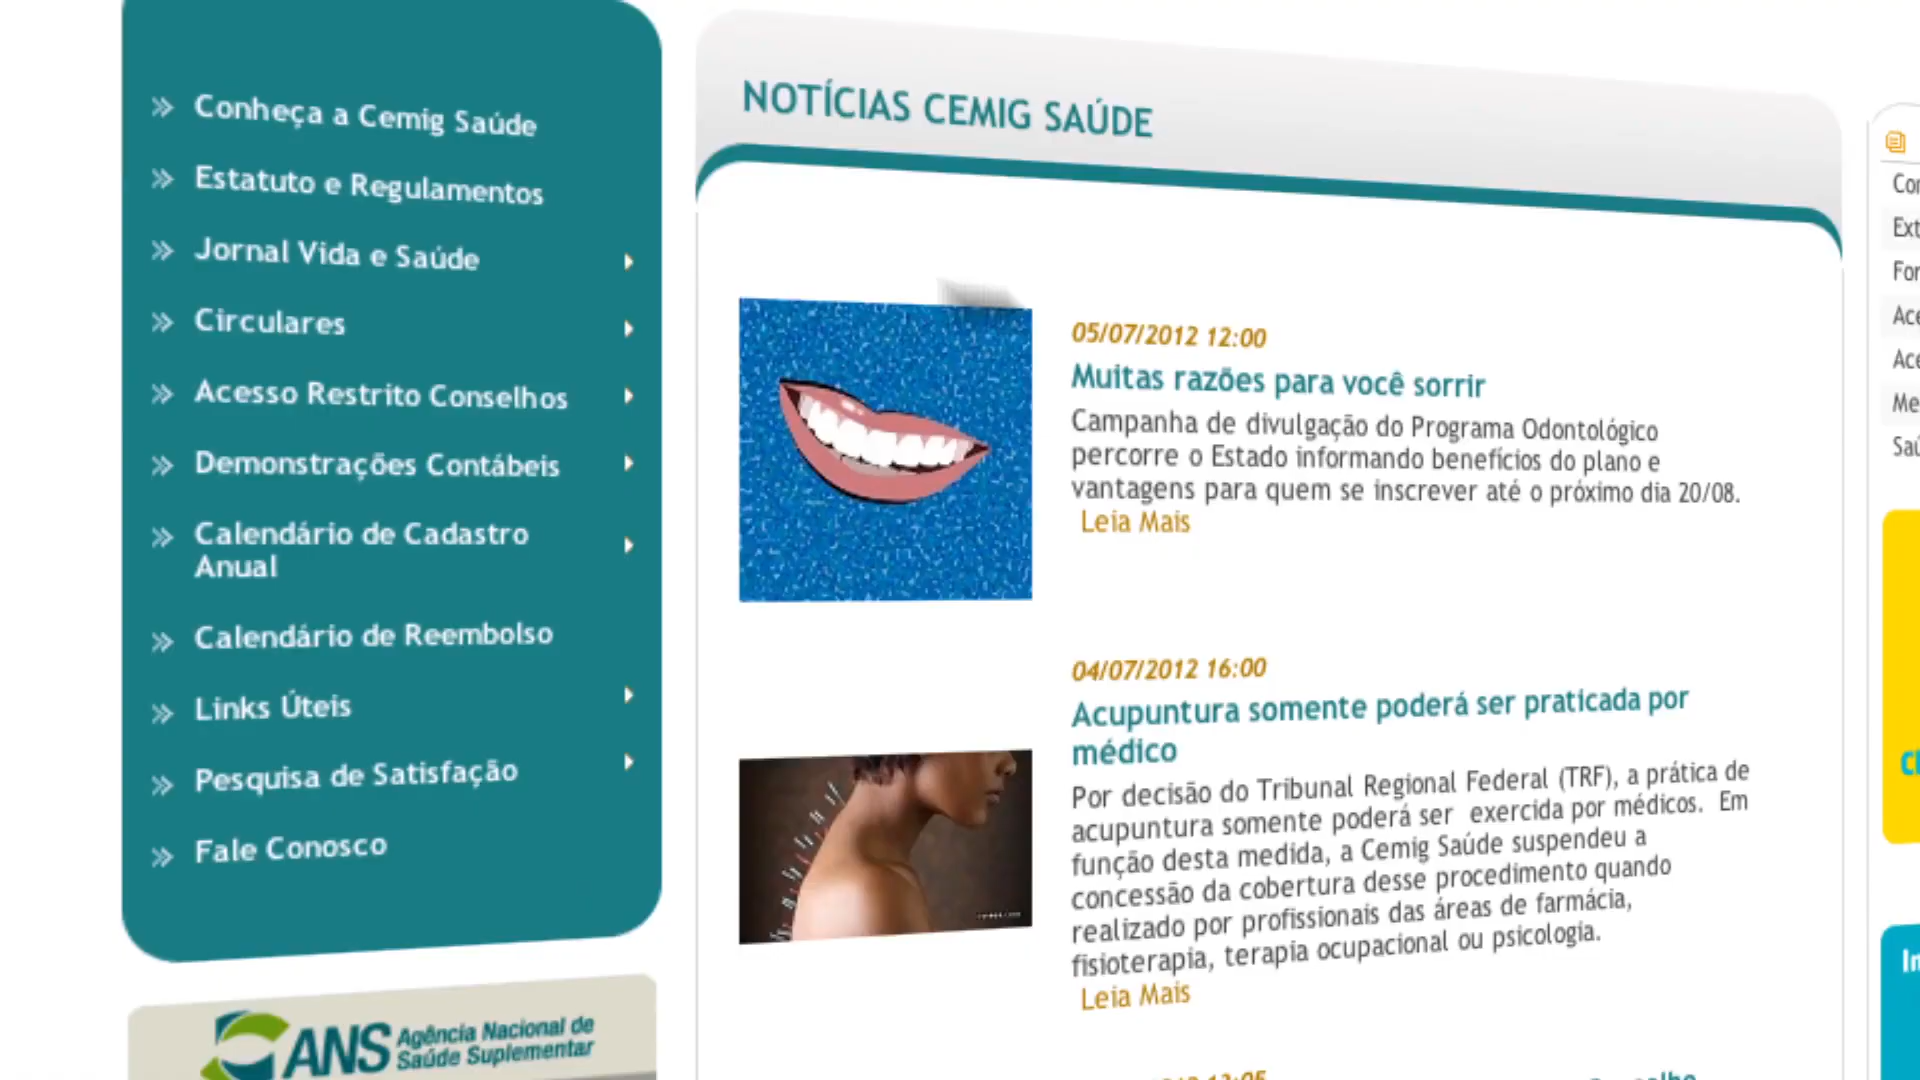 Conheça a Cemig Saúde
Estatuto e Regulamentos
Jornal Vida e Saúde
Circulares
Acesso Restrito Conselhos
Demonstrações Contábeis
Calendário de Cadastro
Anual
Calendário de Reembolso
Links Úteis
Pesquisa de Satisfação
Fale Conosco
ANS Agência Nacional de
Saúde Suplementar
NOTÍCIAS CEMIG SAÚDE
05/07/2012 12:00
Muitas razões para você sorrir
Campanha de divulgação do Programa Odontológico
percorre o Estado informando benefícios do plano e
vantagens para quem se inscrever até o próximo dia 20/08.
Leia Mais
04/07/2012 16:00
Acupuntura somente poderá ser praticada por
médico
Por decisão do Tribunal Regional Federal (TRF), a prática de
acupuntura somente poderá ser exercida por médicos. Em
função desta medida, a Cemig Saúde suspendeu a
concessão da cobertura desse procedimento quando
realizado por profissionais das áreas de farmácia,
fisioterapia, terapia ocupacional ou psicologia.
Leia Mais